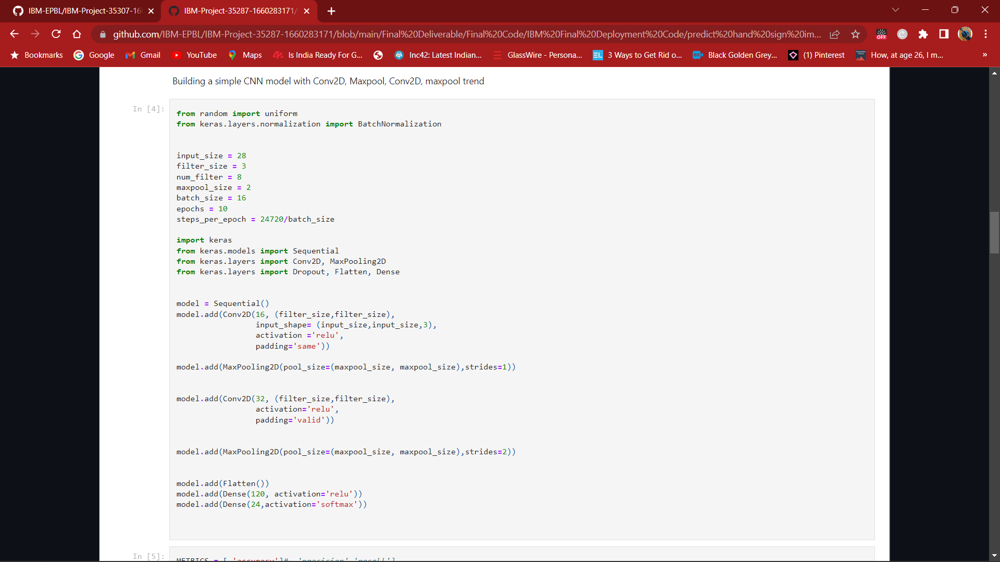 IBM-EPBL/IBM-Project-35307-16
IBM-Project-35287-1660283171/
github.com/IBM-EPBL/IBM-Project-35287-1660283171/blob/main/Final%20Deliverable/Final%20Code/IBM%20Final%20Deployment%20Code/predict%20hand%20sign%20im...
OFF
Bookmarks Google Gmail YouTube Maps Is India Ready For G... Inc42: Latest Indian... GlassWire - Persona... EL 3 Ways to Get Rid o... ez Black Golden Grey... (1) Pinterest How, at age 26, I m... »
Building a simple CNN model with Conv2D, Maxpool, Conv2D, maxpool trend
In [4]:
from random import uniform
from keras.layers.normalization import BatchNormalization
input_size = 28
filter_size = 3
num_filter = 8
maxpool_size = 2
batch_size = 16
epochs = 10
steps_per_epoch = 24720/batch_size
import keras
from keras.models import Sequential
from keras.layers import Conv2D, MaxPooling2D
from keras.layers import Dropout, Flatten, Dense
model = Sequential()
model.add(Conv2D(16, (filter_size,filter_size),
input_shape= (input_size,input_size,3),
activation ='relu',
padding='same'))
model.add(MaxPooling2D(pool_size=(maxpool_size, maxpool_size),strides=1))
model.add(Conv2D(32, (filter_size,filter_size),
activation='relu',
padding='valid'))
model.add(MaxPooling2D(pool_size=(maxpool_size, maxpool_size),strides=2))
model.add(Flatten())
model.add(Dense(120, activation='relu'))
model.add(Dense(24,activation='softmax'))
In [5]:
METRICS = [ 'accuracy']# 'precision','recall']